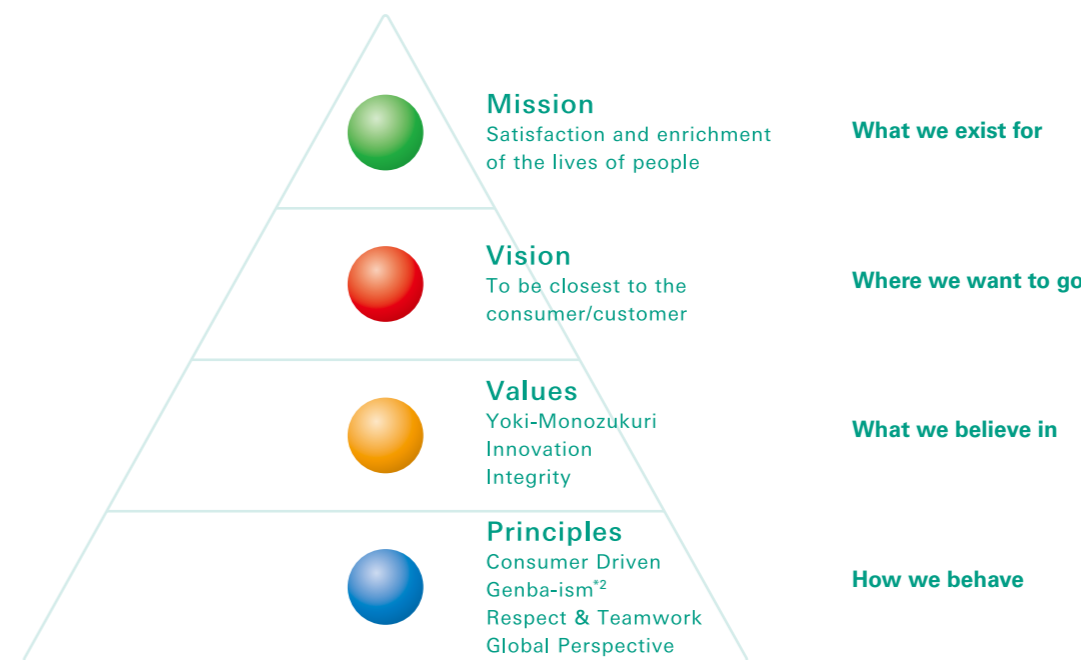 Mission
Satisfaction and enrichment
of the lives of people
What we exist for
Vision
To be closest to the
consumer/customer
Where we want to go
Values
Yoki-Monozukuri
Innovation
Integrity
What we believe in
Principles
Consumer Driven
Genba-ism*2
Respect & Teamwork
Global Perspective
How we behave